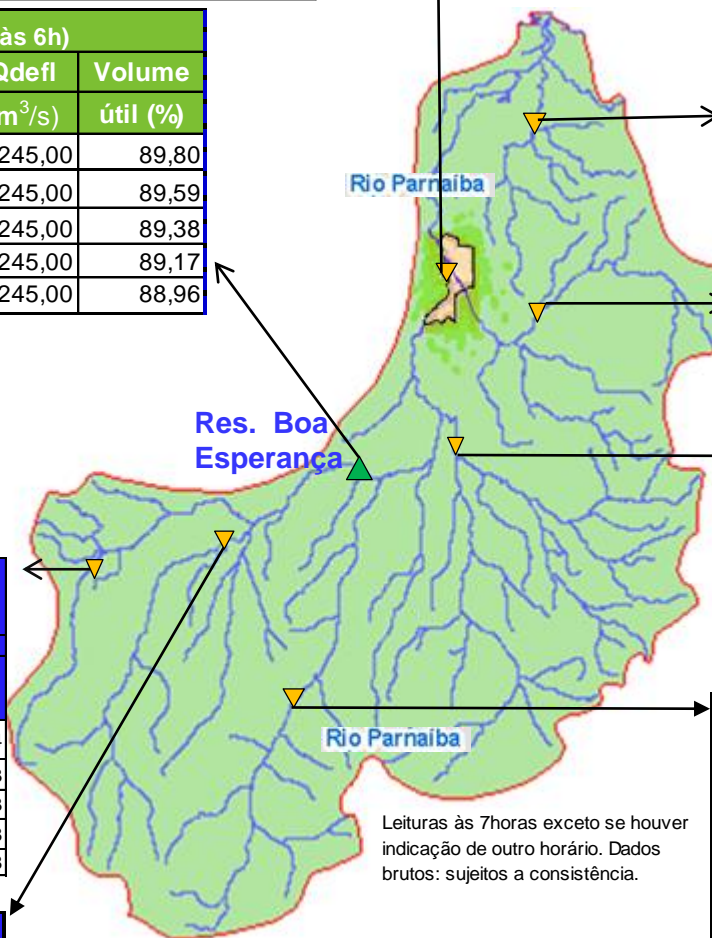 às 6h)
Qdefl Volume
m³/s) útil (%)
245,00 89,80
245,00 89,59
245,00 89,38
245,00 89,17
245,00 88,96
Rio Parnaíba
Res. Boa
Esperança
Rio Parnaíba
Leituras às 7horas exceto se houver
indicação de outro horário. Dados
brutos: sujeitos a consistência.